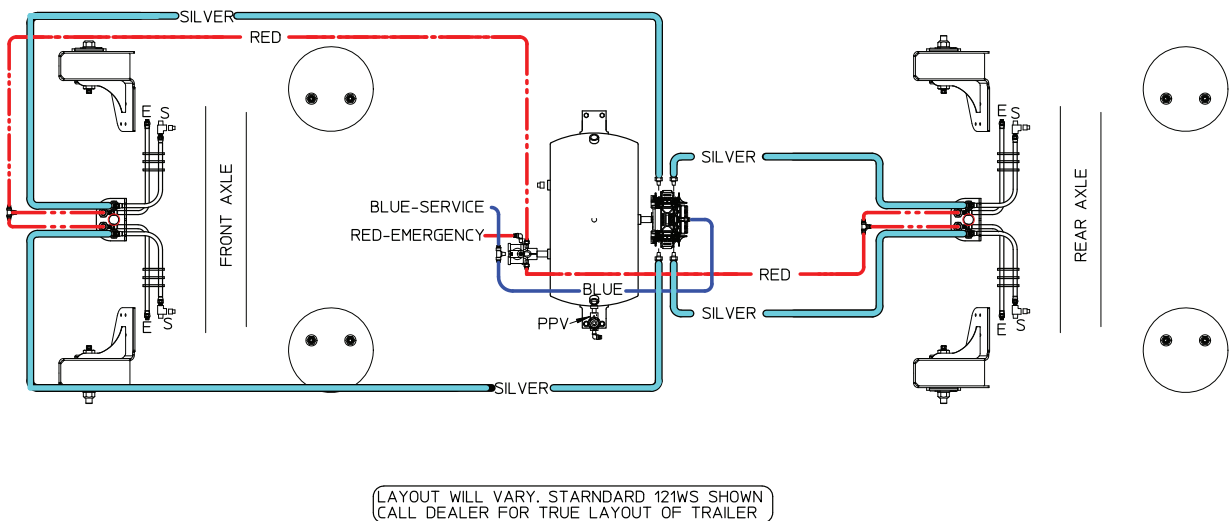 SILVER
RED
E S
E S
SILVER
BLUE-SERVICE
RED-EMERGENCY
FRONT AXLE
REAR AXLE
RED
BLUE
SILVER
PPV
E S
E S
SILVER
LAYOUT WILL VARY. STARNDARD 121WS SHOWN
CALL DEALER FOR TRUE LAYOUT OF TRAILER